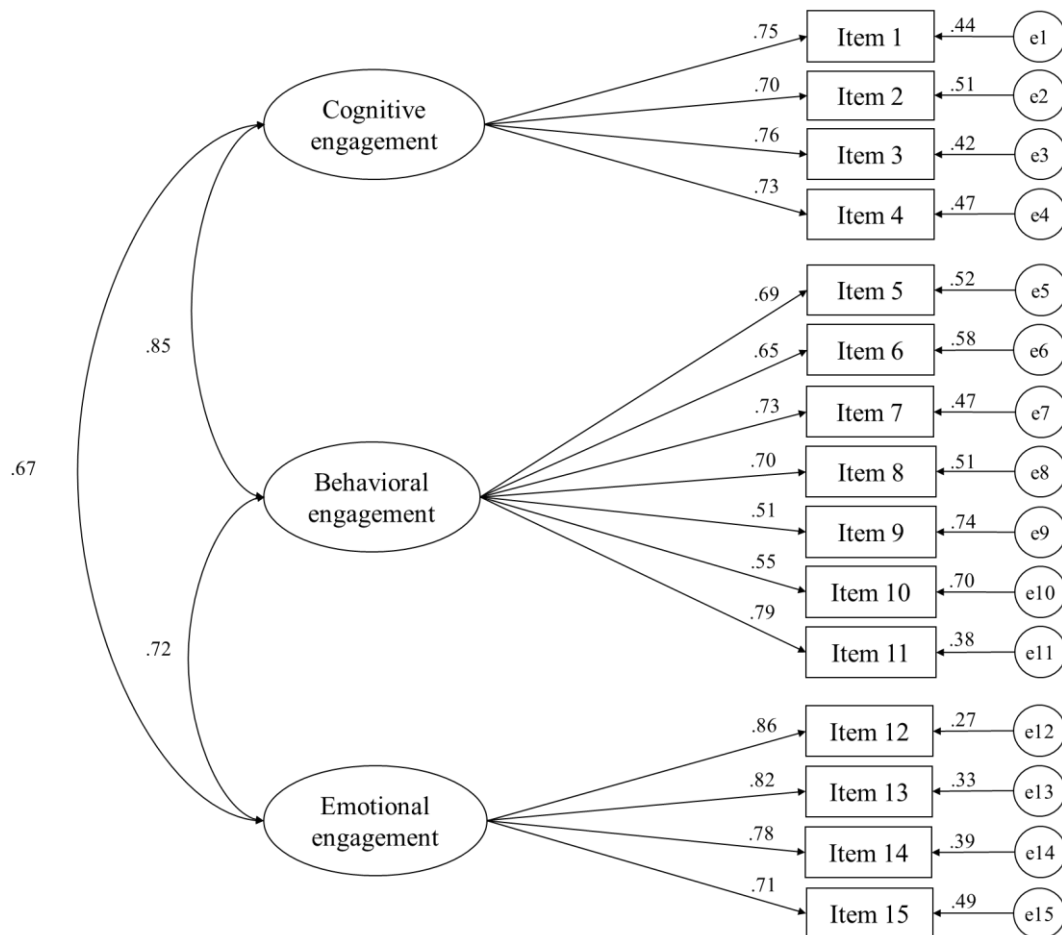 .75
Item 1
.44
e1
Cognitive
engagement
.70
Item 2
.51
e2
.76
Item 3
.42
e3
.73
Item 4
.47
e4
.85
.67
.69
Item 5
.52
e5
.65
Item 6
.58
e6
.73
Item 7
.47
e7
Behavioral
engagement
.70
Item 8
.51
e8
.51
Item 9
.74
e9
.55
Item 10
.70
e10
.79
Item 11
.38
e11
.72
.86
Item 12
.27
e12
Emotional
engagement
.82
Item 13
.33
e13
.78
Item 14
.39
e14
.71
Item 15
.49
e15